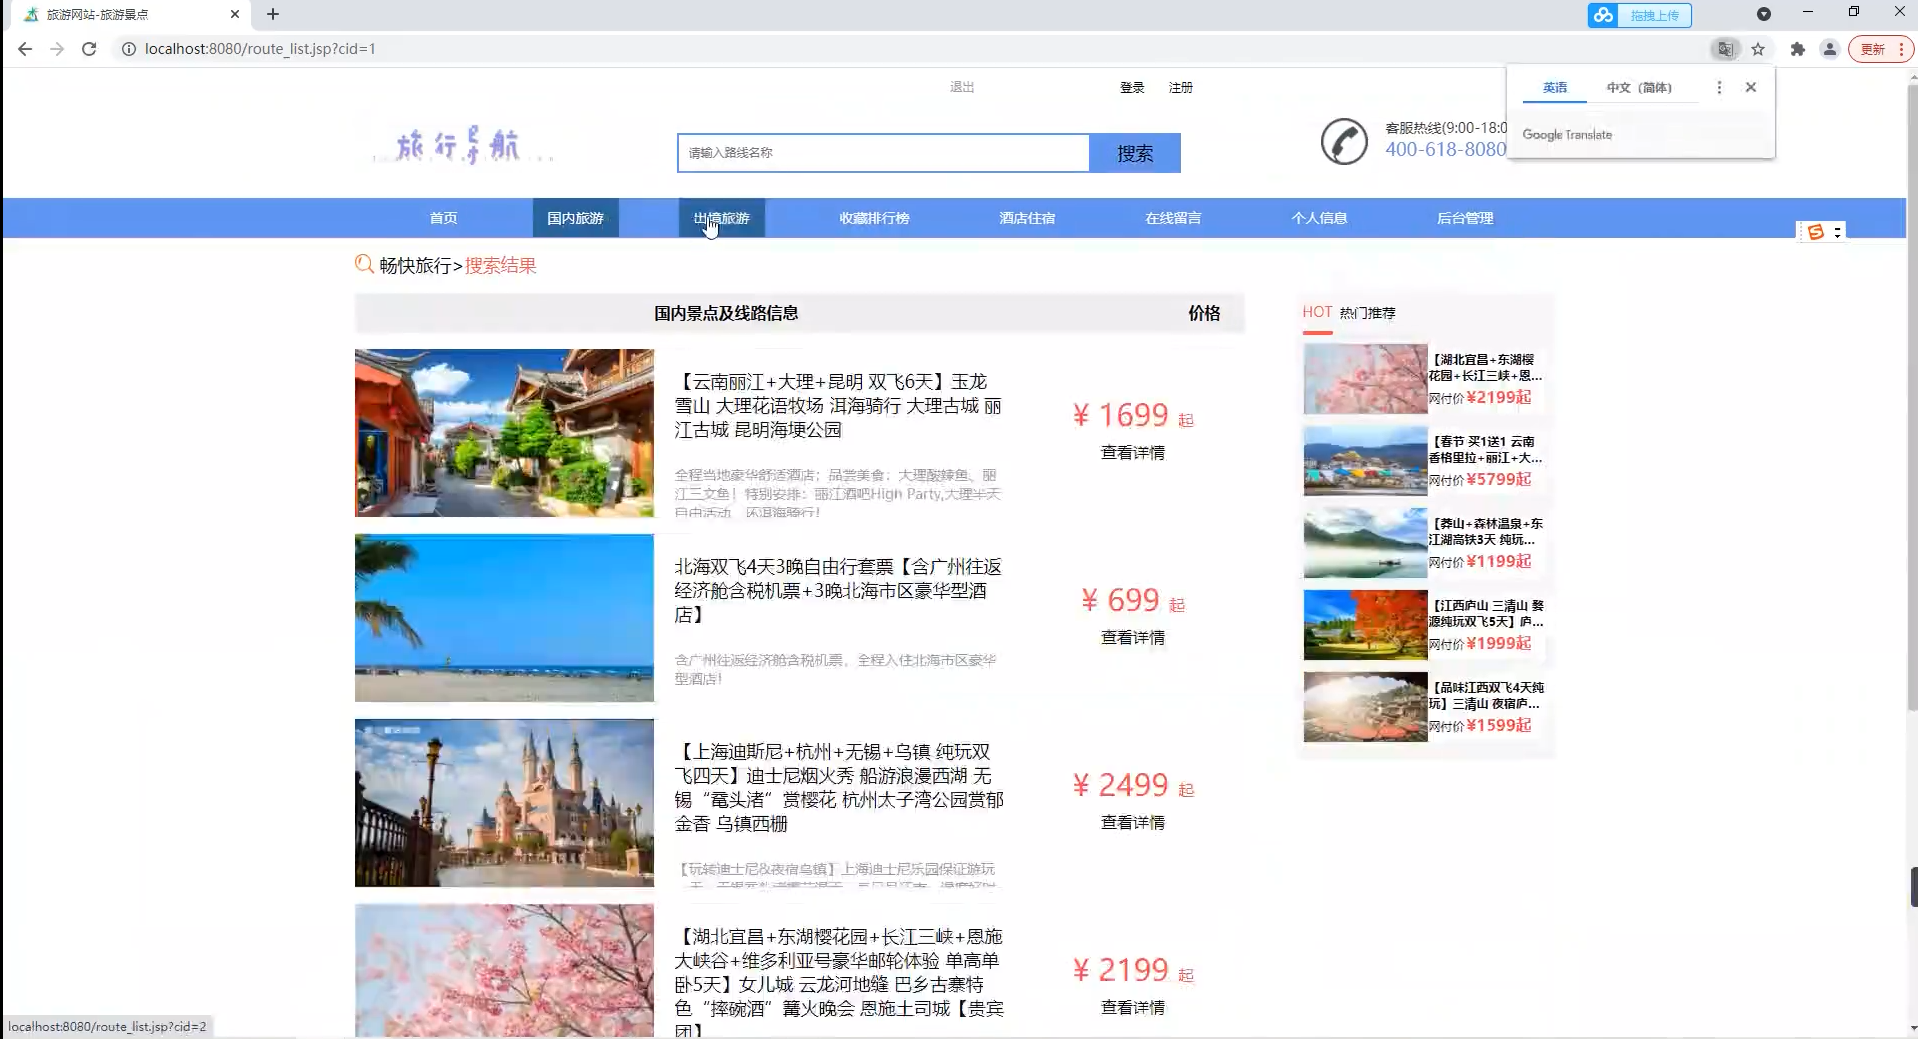 旅游网站-旅游景点
拖拽上传
localhost:8080/route_list.jsp?cid=1
更新
英语 中文（简体）
Google Translate
退出 登录 注册
旅行导航
请输入路线名称 搜索
客服热线(9:00-18:0
400-618-8080
首页 国内旅游 出境旅游 收藏排行榜 酒店住宿 在线留言 个人信息 后台管理
畅快旅行>搜索结果
国内景点及线路信息 价格
【云南丽江+大理+昆明 双飞6天】玉龙
雪山 大理花语牧场 洱海骑行 大理古城 丽
江古城 昆明海埂公园
全程当地豪华舒适酒店；品尝美食：大理酸辣鱼、丽
江三文鱼！特别安排：丽江酒吧High Party,大理半天
自由活动，还洱海骑行！
¥ 1699 起
查看详情
北海双飞4天3晚自由行套票【含广州往返
经济舱含税机票+3晚北海市区豪华型酒
店】
含广州往返经济舱含税机票，全程入住北海市区豪华
型酒店！
¥ 699 起
查看详情
【上海迪斯尼+杭州+无锡+乌镇 纯玩双
飞四天】迪士尼烟火秀 船游浪漫西湖 无
锡“鼋头渚”赏樱花 杭州太子湾公园赏郁
金香 乌镇西栅
【玩转迪士尼&夜宿乌镇】上海迪士尼乐园保证游玩
¥ 2499 起
查看详情
【湖北宜昌+东湖樱花园+长江三峡+恩施
大峡谷+维多利亚号豪华邮轮体验 单高单
卧5天】女儿城 云龙河地缝 巴乡古寨特
色“摔碗酒”篝火晚会 恩施土司城【贵宾
团】
¥ 2199 起
查看详情
HOT 热门推荐
【湖北宜昌+东湖樱
花园+长江三峡+恩...
网付价¥2199起
【春节 买1送1 云南
香格里拉+丽江+大...
网付价¥5799起
【莽山+森林温泉+东
江湖高铁3天 纯玩...
网付价¥1199起
【江西庐山 三清山 婺
源纯玩双飞5天】庐...
网付价¥1999起
【品味江西双飞4天纯
玩】三清山 夜宿庐...
网付价¥1599起
localhost:8080/route_list.jsp?cid=2